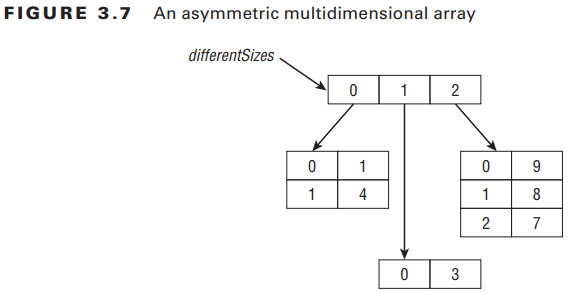 FIGURE 3.7 An asymmetric multidimensional array
differentSizes
0 1 2
0 1
1 4
0 9
1 8
2 7
0 3